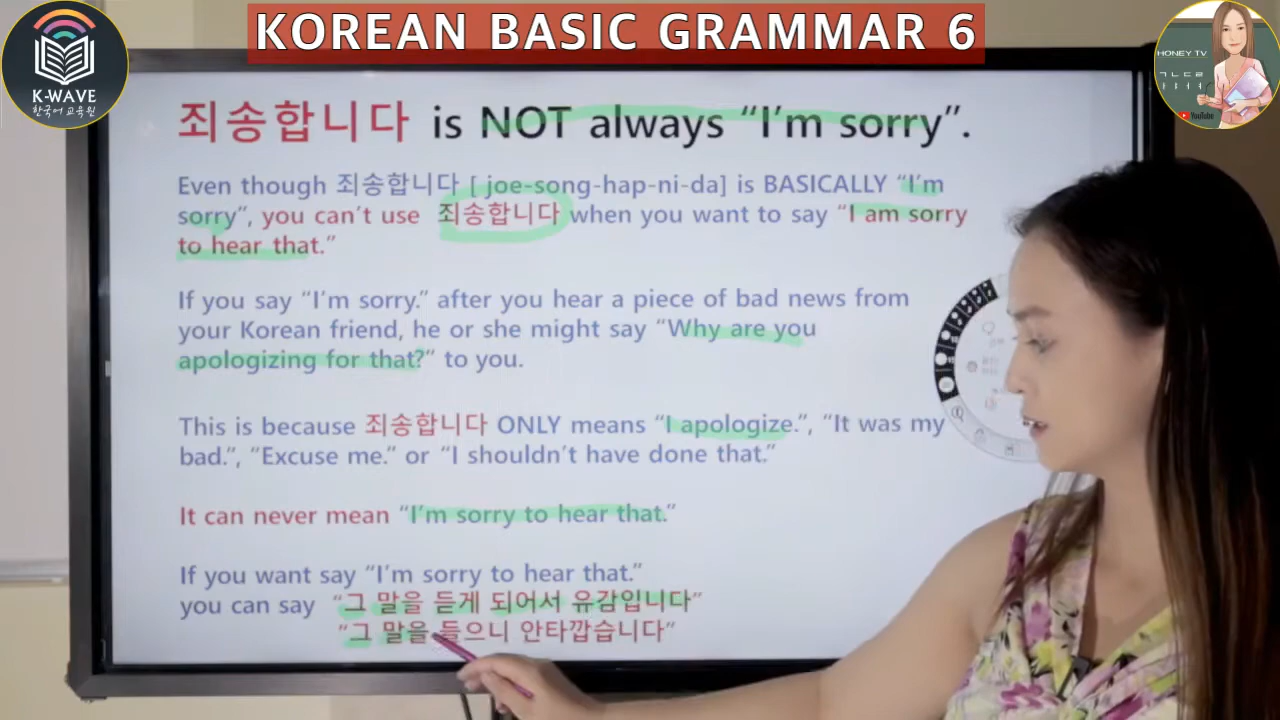 KOREAN BASIC GRAMMAR 6
K-WAVE
한국어 교육원
HONEY TV
ㄱㄴㄷㄹ
ㅏㅑㅓㅕ
YouTube
죄송합니다 is NOT always “I’m sorry”.
Even though 죄송합니다 [ joe-song-hap-ni-da] is BASICALLY “I’m
sorry”, you can’t use 죄송합니다 when you want to say “I am sorry
to hear that.”
If you say “I’m sorry.” after you hear a piece of bad news from
your Korean friend, he or she might say “Why are you
apologizing for that?” to you.
This is because 죄송합니다 ONLY means “I apologize.”, “It was my
bad.”, “Excuse me.” or “I shouldn’t have done that.”
It can never mean “I’m sorry to hear that.”
If you want say “I’m sorry to hear that.”
you can say “그 말을 듣게 되어서 유감입니다”
“그 말을 들으니 안타깝습니다”